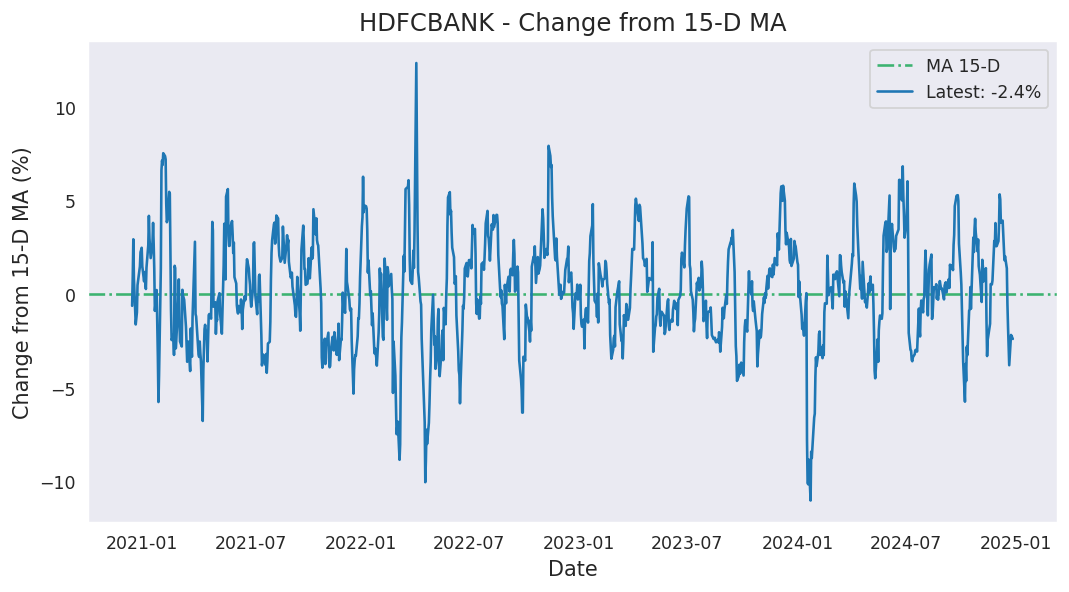 HDFCBANK - Change from 15-D MA
MA 15-D
Latest: -2.4%
Change from 15-D MA (%)
10
5
0
−5
−10
2021-01 2021-07 2022-01 2022-07 2023-01 2023-07 2024-01 2024-07 2025-01
Date